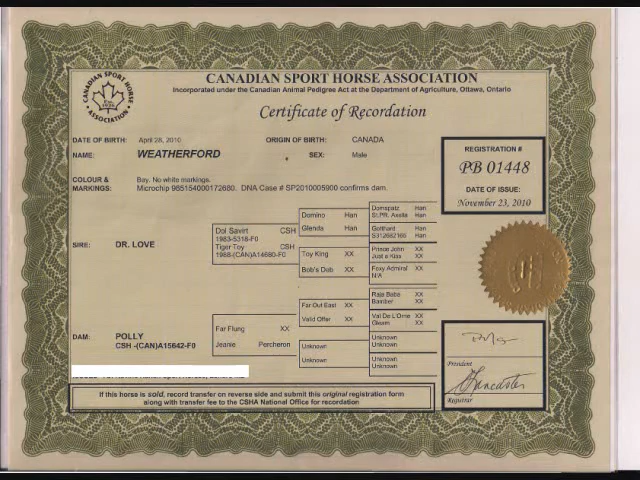 CANADIAN SPORT HORSE ASSOCIATION
Incorporated under the Canadian Animal Pedigree Act at the Department of Agriculture, Ottawa, Ontario
Certificate of Recordation
CANADIAN SPORT HORSE
ASSOCIATION
DATE OF BIRTH: April 28, 2010 ORIGIN OF BIRTH: CANADA
NAME: WEATHERFORD SEX: Male
REGISTRATION #
PB 01448
DATE OF ISSUE:
November 23, 2010
COLOUR & MARKINGS: Bay. No white markings.
Microchip 985154000172680. DNA Case # SP2010005900 confirms dam.
SIRE: DR. LOVE
Dol Savirt CSH
1983-5318-F0
Tiger Toy CSH
1988-(CAN)A14680-F0
Domino Han
Glenda Han
Toy King XX
Bob's Dob XX
Domspatz Han
St.PR. Han
Gotthard Han
S312682165 Han
Prince John XX
Just a Kiss XX
Foxy Admiral XX
N/A
DAM: POLLY
CSH -(CAN)A15642-F0
Far Flung XX
Jeanie Percheron
Far Out East XX
Valid Offer XX
Unknown
Unknown
Raja Baba XX
XX
Val De L'Orne XX
XX
Unknown
Unknown
Unknown
Unknown
President
Registrar
If this horse is sold, record transfer on reverse side and submit this original registration form
along with transfer fee to the CSHA National Office for recordation